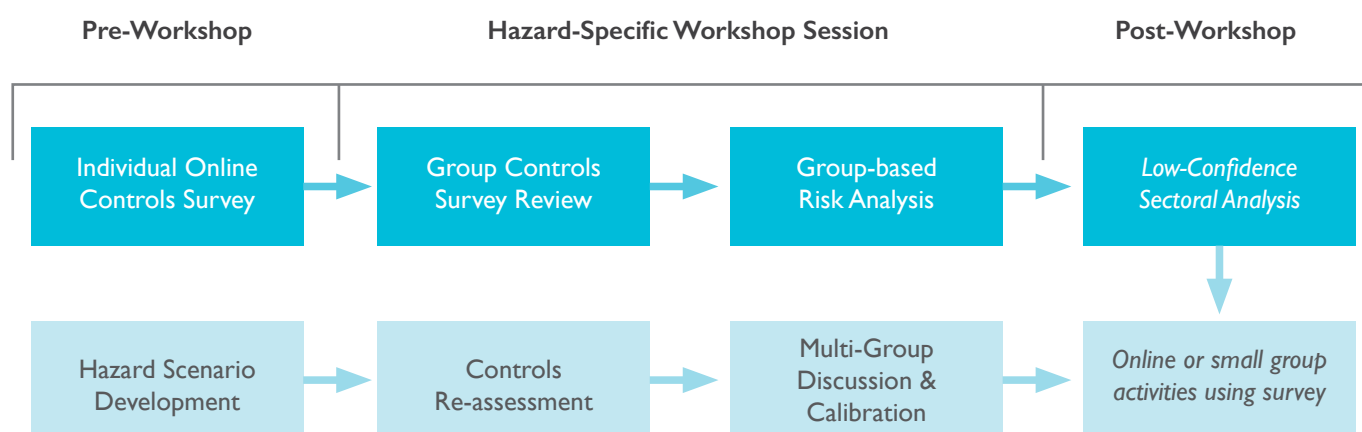 Pre-Workshop
Hazard-Specific Workshop Session
Post-Workshop
Individual Online
Controls Survey
Group Controls
Survey Review
Group-based
Risk Analysis
Low-Confidence
Sectoral Analysis
Hazard Scenario
Development
Controls
Re-assessment
Multi-Group
Discussion &
Calibration
Online or small group
activities using survey